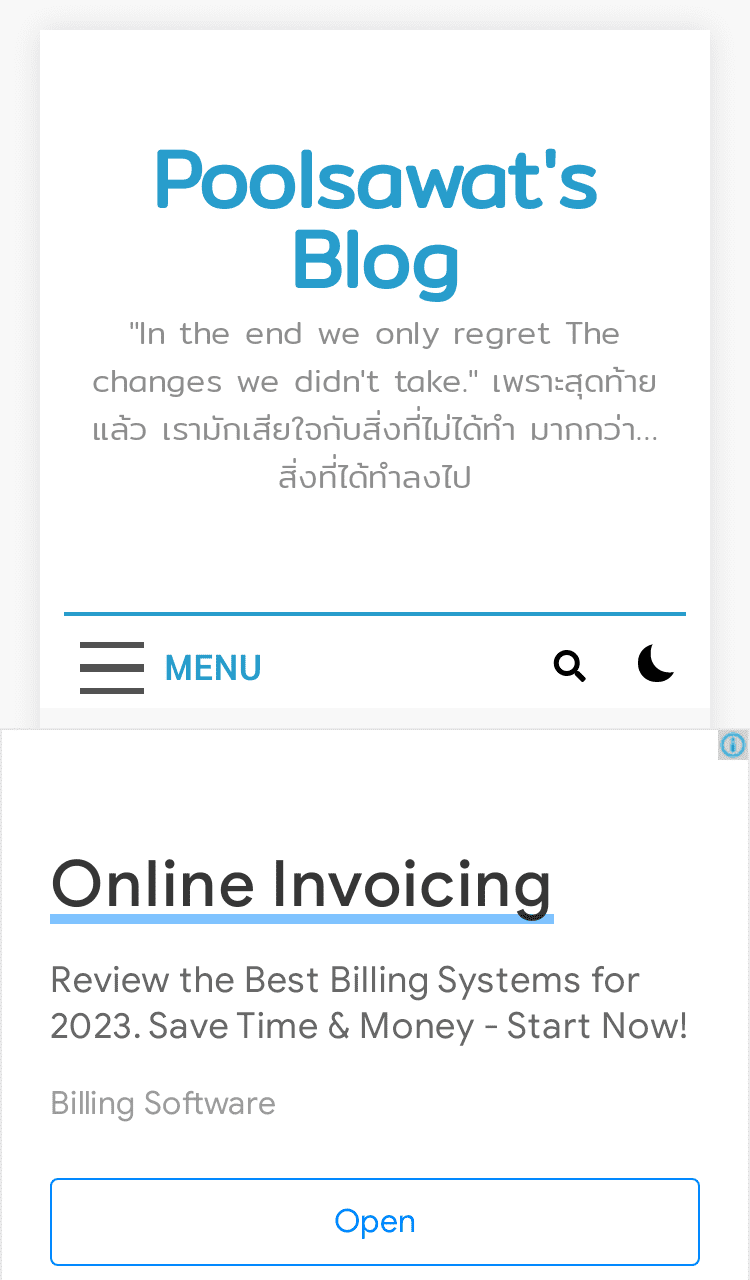 Poolsawat's
Blog
"In the end we only regret The
changes we didn't take." เพราะสุดท้าย
แล้ว เรามักเสียใจกับสิ่งที่ไม่ได้ทำ มากกว่า...
สิ่งที่ได้ทำลงไป
MENU
Online Invoicing
Review the Best Billing Systems for
2023. Save Time & Money - Start Now!
Billing Software
Open